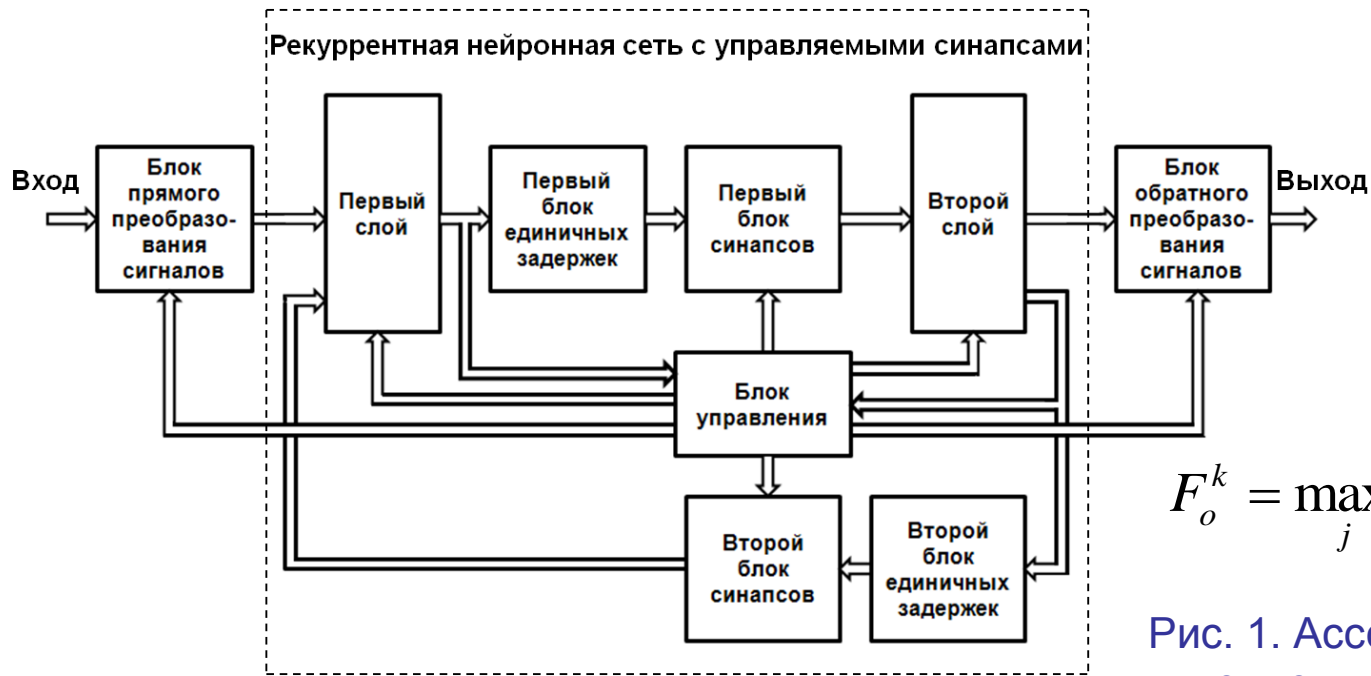 Рекуррентная нейронная сеть с управляемыми синапсами
Вход
Блок
прямого
преобразо-
вания
сигналов
Первый
слой
Первый
блок
единичных
задержек
Первый
блок
синапсов
Второй
слой
Блок
обратного
преобразо-
вания
сигналов
Выход
Блок
управления
Второй
блок
синапсов
Второй
блок
единичных
задержек
F_o^k = max
j
Рис. 1. Ассо